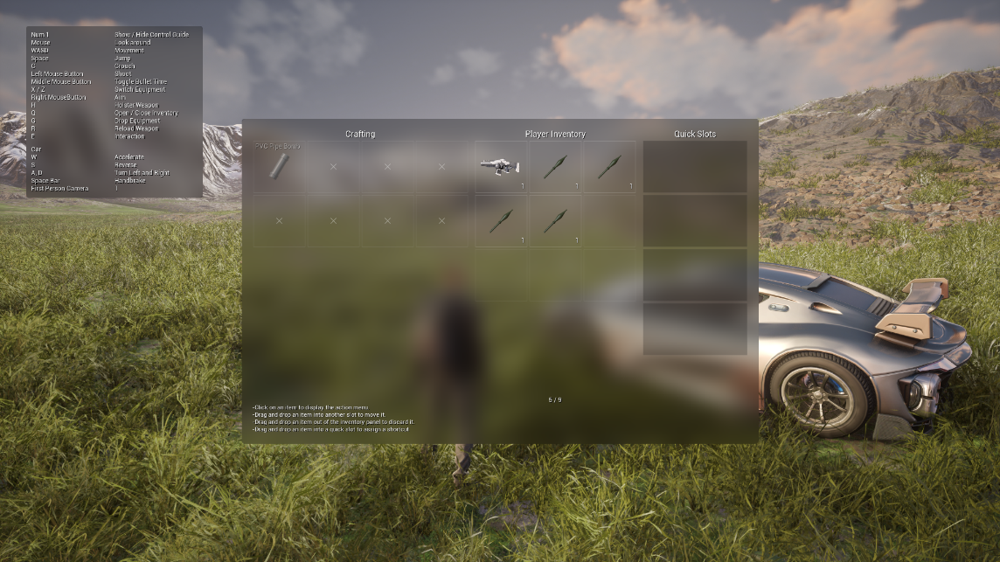 Num 1 Show / Hide Control Guide
Mouse Look around
WASD Movement
Space Jump
C Crouch
Left Mouse Button Shoot
Middle Mouse Button Toggle Bullet Time
X / Z Switch Equipment
Right MouseButton Aim
H Holster Weapon
Q Open / Close Inventory
G Drop Equipment
R Reload Weapon
E Interaction
Car
W Accelerate
S Reverse
A, D Turn Left and Right
Space Bar Handbrake
First Person Camera 1
Crafting Player Inventory Quick Slots
PVC Pipe Bomb
1 1 1
1 1
5 / 9
-Click on an item to display the action menu.
-Drag and drop an item into another slot to move it.
-Drag and drop an item out of the inventory panel to discard it.
-Drag and drop an item into a quick slot to assign a shortcut.